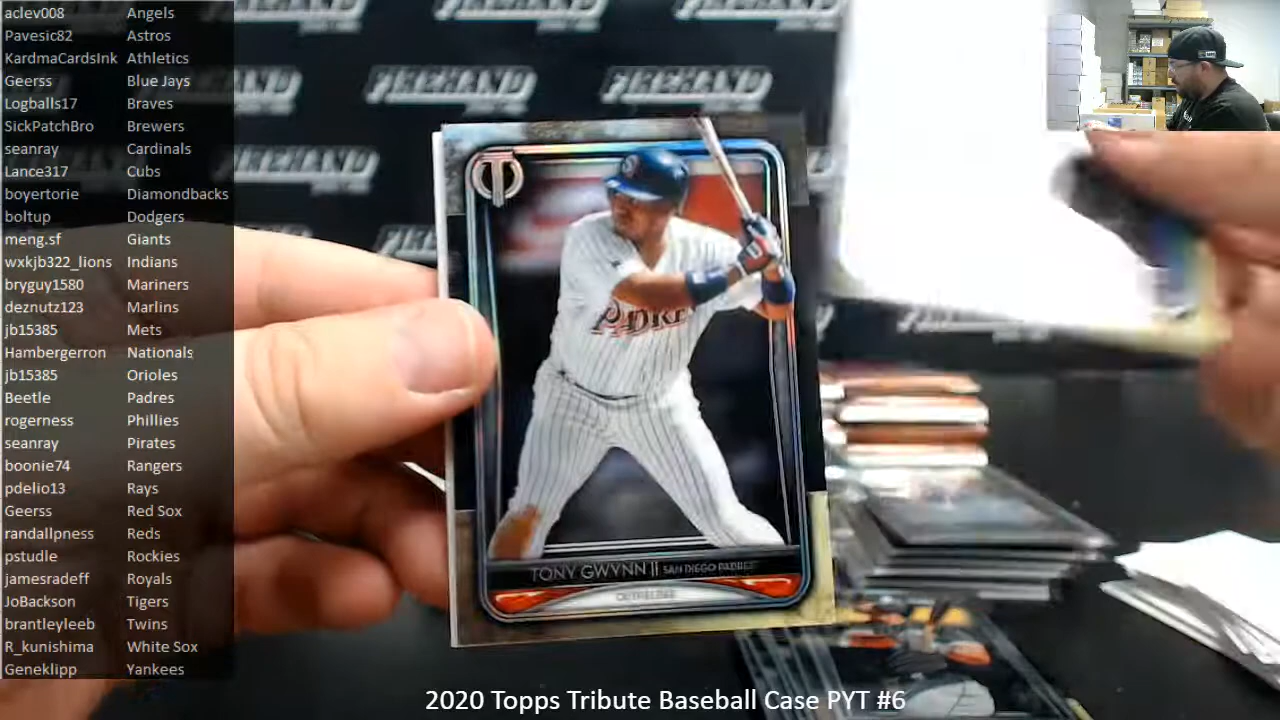 aclev008 Angels
Pavesic82 Astros
KardmaCardsInk Athletics
Geerss Blue Jays
Logballs17 Braves
SickPatchBro Brewers
seanray Cardinals
Lance317 Cubs
boyertorie Diamondbacks
boltup Dodgers
meng.sf Giants
wxkjb322_lions Indians
bryguy1580 Mariners
deznutz123 Marlins
jb15385 Mets
Hambergerron Nationals
jb15385 Orioles
Beetle Padres
rogerness Phillies
seanray Pirates
boonie74 Rangers
pdelio13 Rays
Geerss Red Sox
randallpness Reds
pstudle Rockies
jamesradeff Royals
JoBackson Tigers
brantleyleeb Twins
R_kunishima White Sox
Geneklipp Yankees
FIREHAND
FIREHAND
FIREHAND
T
PADRE
TONY GWYNN || SAN DIEGO PADRES
OUTFIELDER
2020 Topps Tribute Baseball Case PYT #6